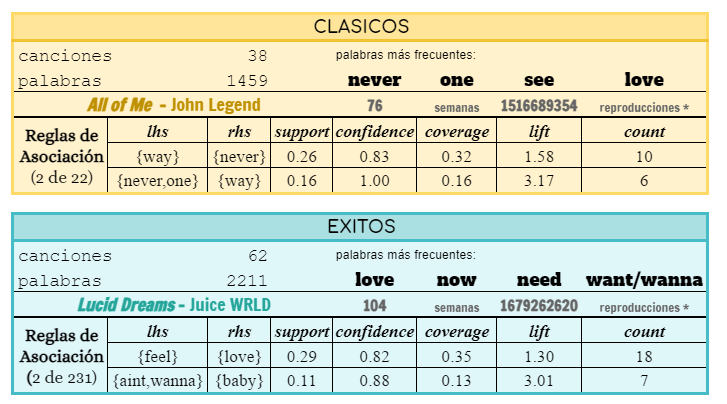 CLASICOS
canciones 38 palabras más frecuentes:
palabras 1459 never one see love
All of Me - John Legend 76 semanas 1516689354 reproducciones *
Reglas de Asociación (2 de 22) lhs rhs support confidence coverage lift count
{way} {never} 0.26 0.83 0.32 1.58 10
{never,one} {way} 0.16 1.00 0.16 3.17 6
EXITOS
canciones 62 palabras más frecuentes:
palabras 2211 love now need want/wanna
Lucid Dreams - Juice WRLD 104 semanas 1679262620 reproducciones *
Reglas de Asociación (2 de 231) lhs rhs support confidence coverage lift count
{feel} {love} 0.29 0.82 0.35 1.30 18
{aint,wanna} {baby} 0.11 0.88 0.13 3.01 7